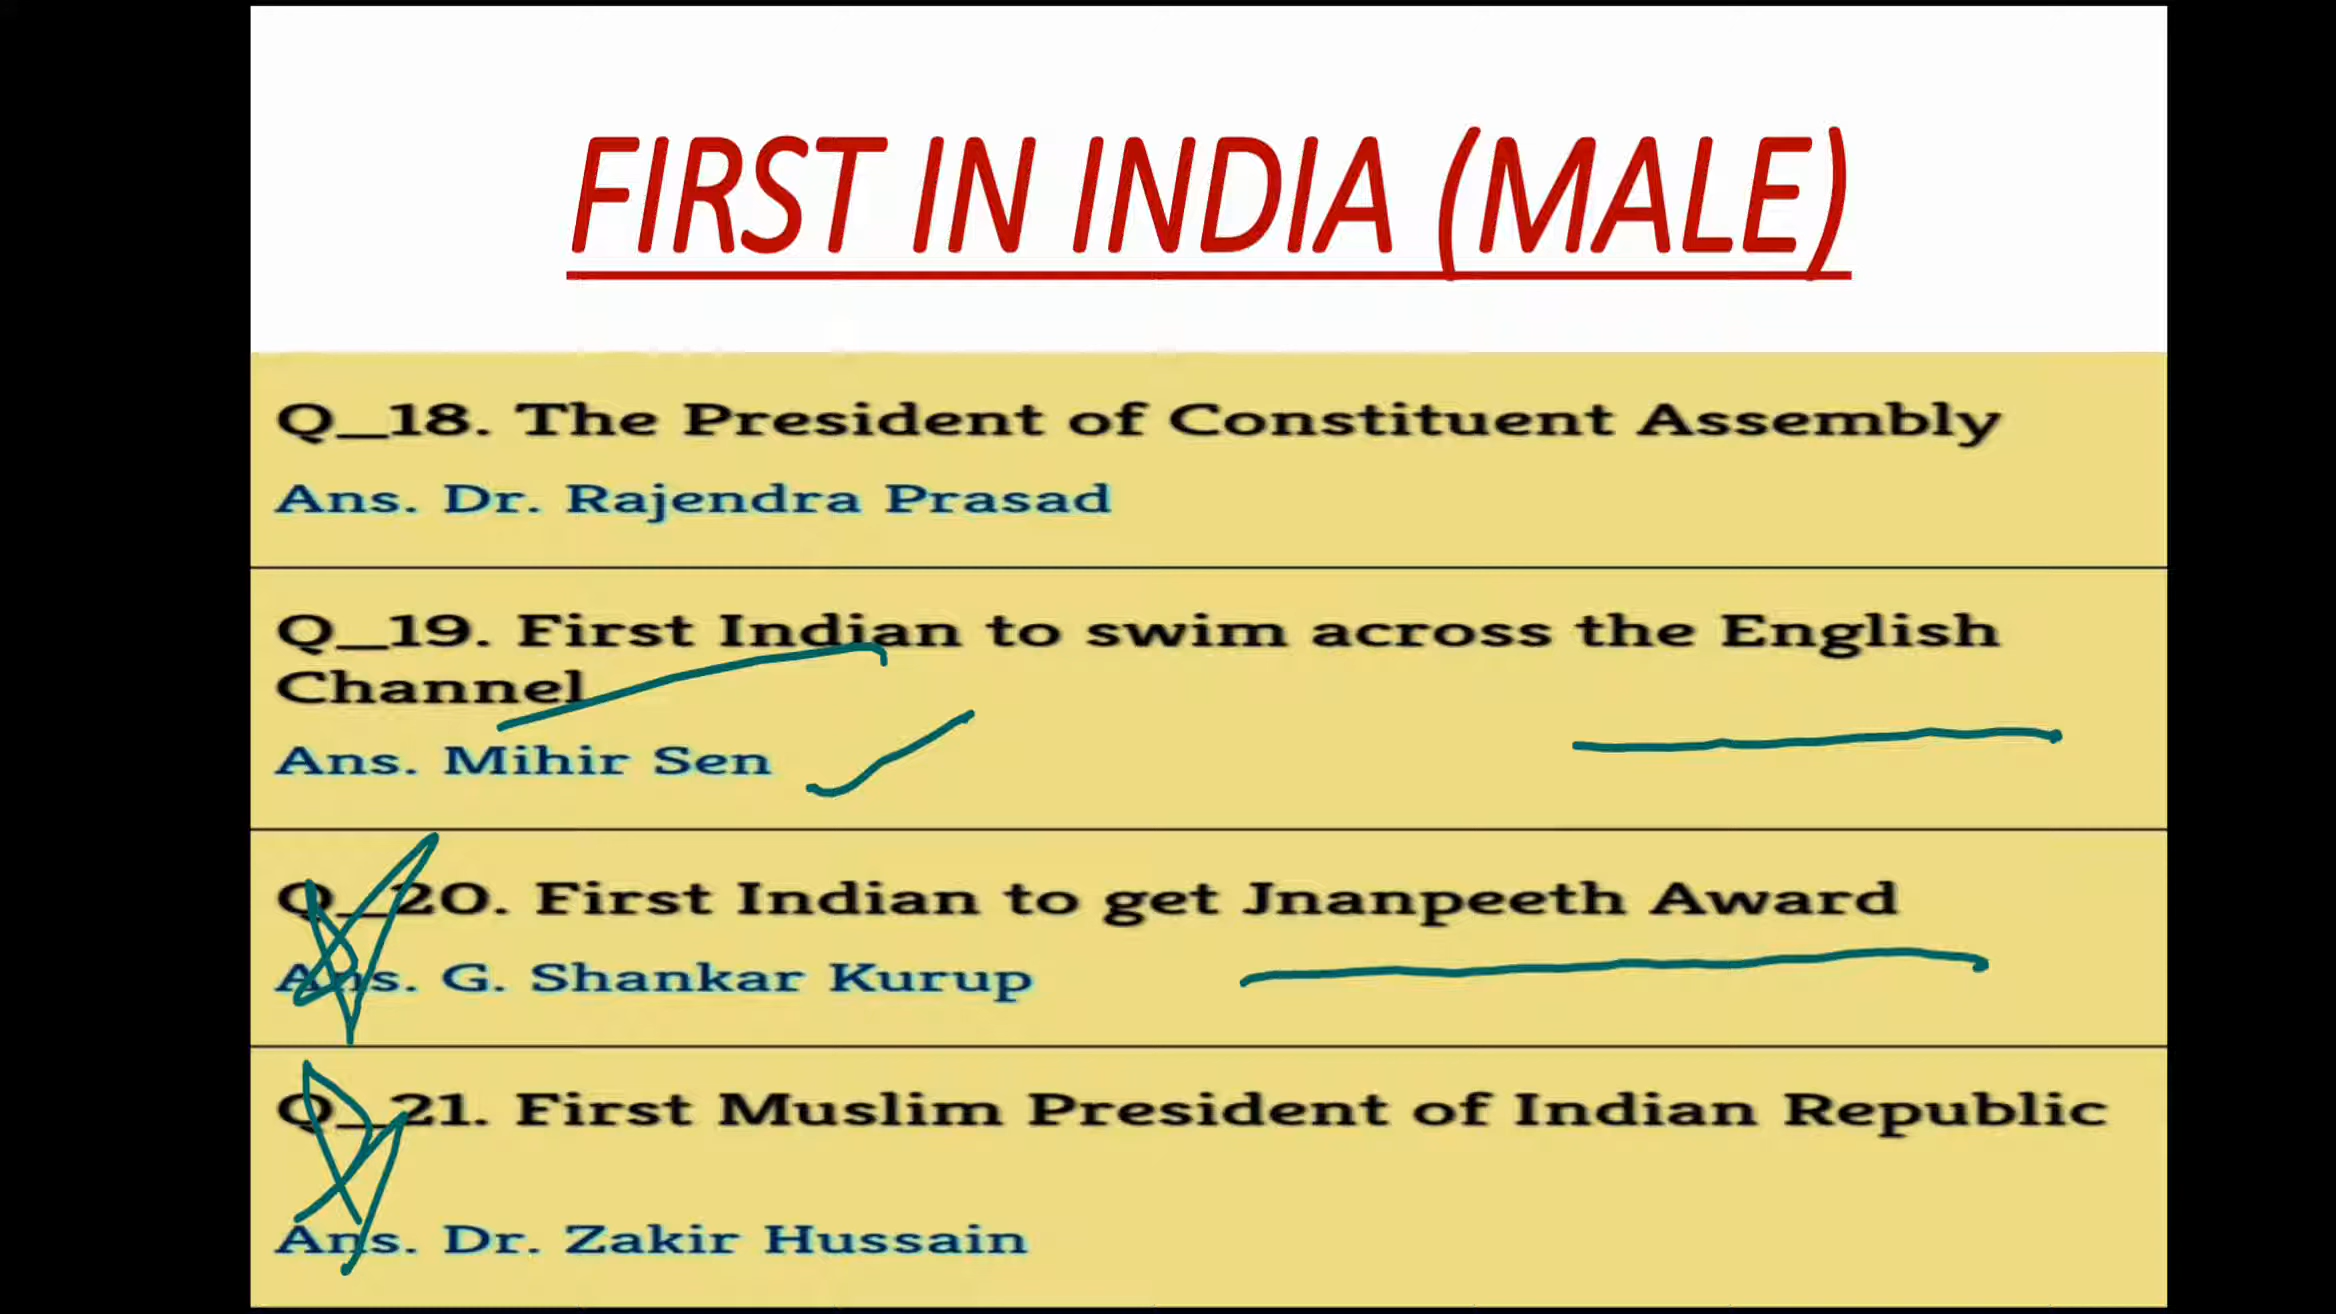 FIRST IN INDIA (MALE)
Q_18. The President of Constituent Assembly
Ans. Dr. Rajendra Prasad
Q_19. First Indian to swim across the English
Channel
Ans. Mihir Sen
Q_20. First Indian to get Jnanpeeth Award
Ans. G. Shankar Kurup
Q_21. First Muslim President of Indian Republic
Ans. Dr. Zakir Hussain